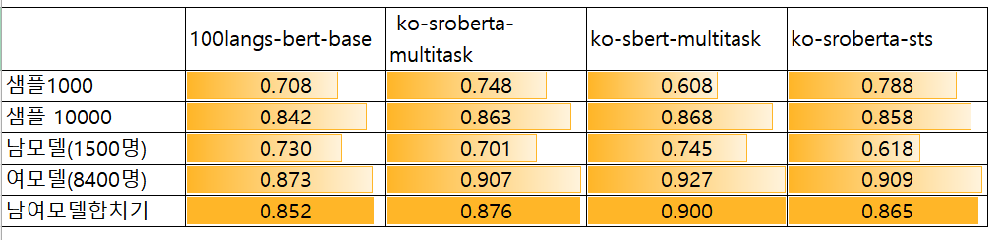 100langs-bert-base ko-sroberta-multitask ko-sbert-multitask ko-sroberta-sts
샘플1000 0.708 0.748 0.608 0.788
샘플 10000 0.842 0.863 0.868 0.858
남모델(1500명) 0.730 0.701 0.745 0.618
여모델(8400명) 0.873 0.907 0.927 0.909
남여모델합치기 0.852 0.876 0.900 0.865